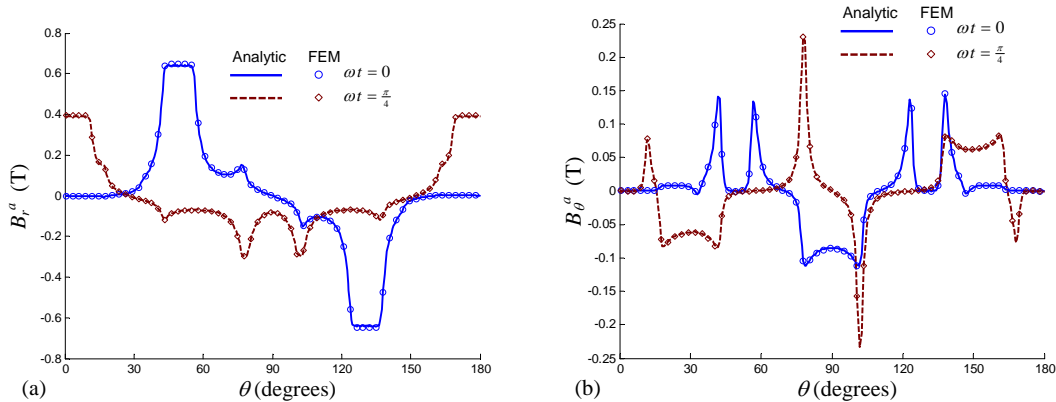 Analytic FEM
ωt = 0
ωt = π/4
0.8
0.6
0.4
0.2
0
-0.2
-0.4
-0.6
-0.8
B_r^a (T)
0 30 60 90 120 150 180
θ (degrees)
(a)
Analytic FEM
ωt = 0
ωt = π/4
0.25
0.20
0.15
0.10
0.05
0
-0.05
-0.1
-0.15
-0.2
-0.25
B_θ^a (T)
0 30 60 90 120 150 180
θ (degrees)
(b)